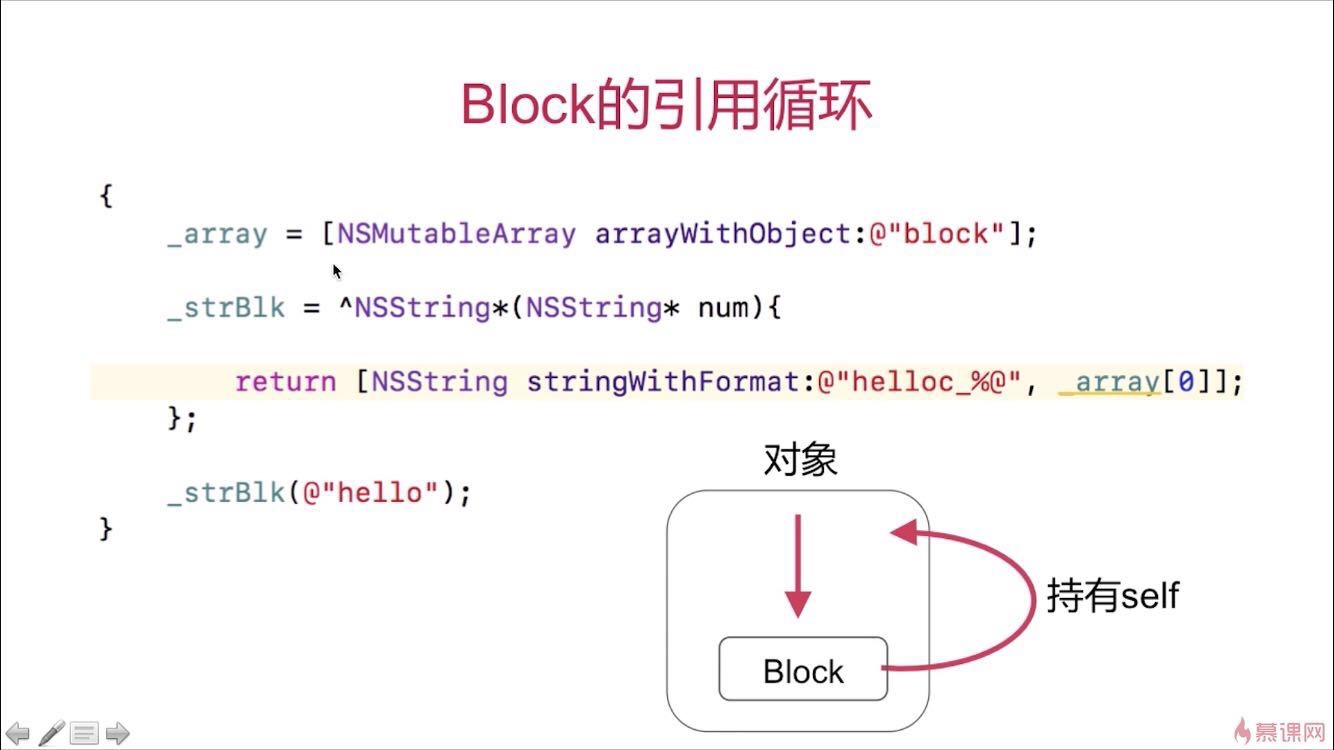 Block的引用循环
{
_array = [NSMutableArray arrayWithObject:@"block"];
_strBlk = ^NSString*(NSString* num){
return [NSString stringWithFormat:@"helloc_%@", _array[0]];
};
_strBlk(@"hello");
}
对象
持有self
Block
慕课网